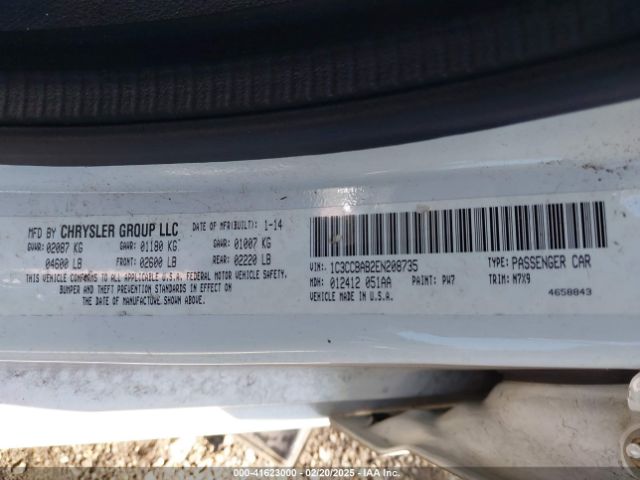 MFD BY CHRYSLER GROUP LLC DATE OF MFR(BUILT): 1-14
GVWR: 02087 KG GAWR: 01180 KG GAWR: 01007 KG
04600 LB FRONT: 02600 LB REAR: 02220 LB
THIS VEHICLE CONFORMS TO ALL APPLICABLE U.S.A. FEDERAL MOTOR VEHICLE SAFETY,
BUMPER AND THEFT PREVENTION STANDARDS IN EFFECT ON
THE DATE OF MANUFACTURE SHOWN ABOVE.
VIN: 1C3CCBAB2EN208735 TYPE: PASSENGER CAR
MDH: 012412 051AA PAINT: PW7 TRIM: M7X9
VEHICLE MADE IN U.S.A. 4658843
000-41623000 - 02/20/2025 - IAA Inc.